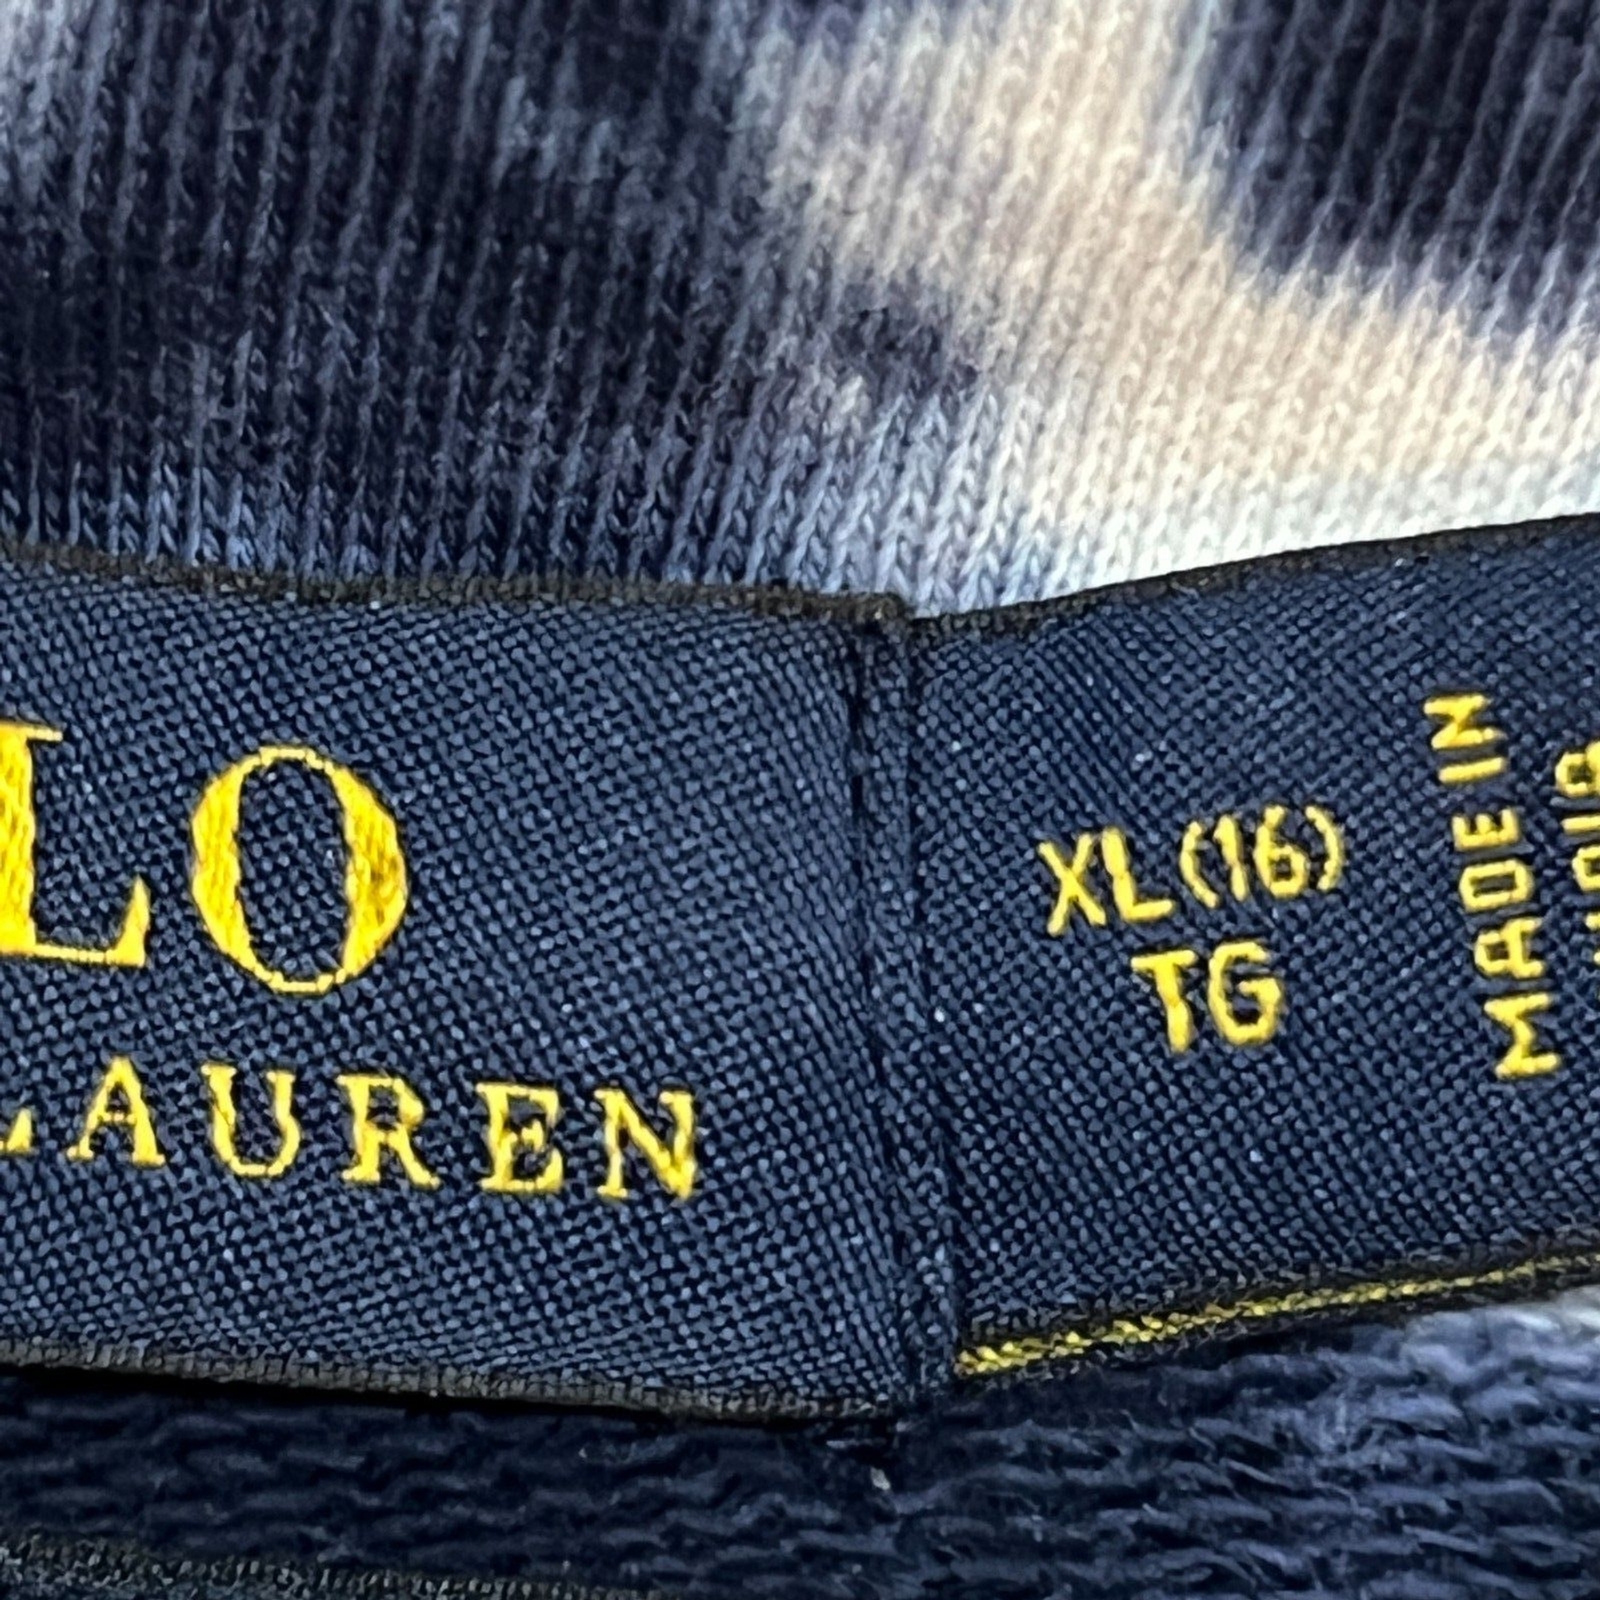 LO
LAUREN
XL (16)
TG
MADE IN